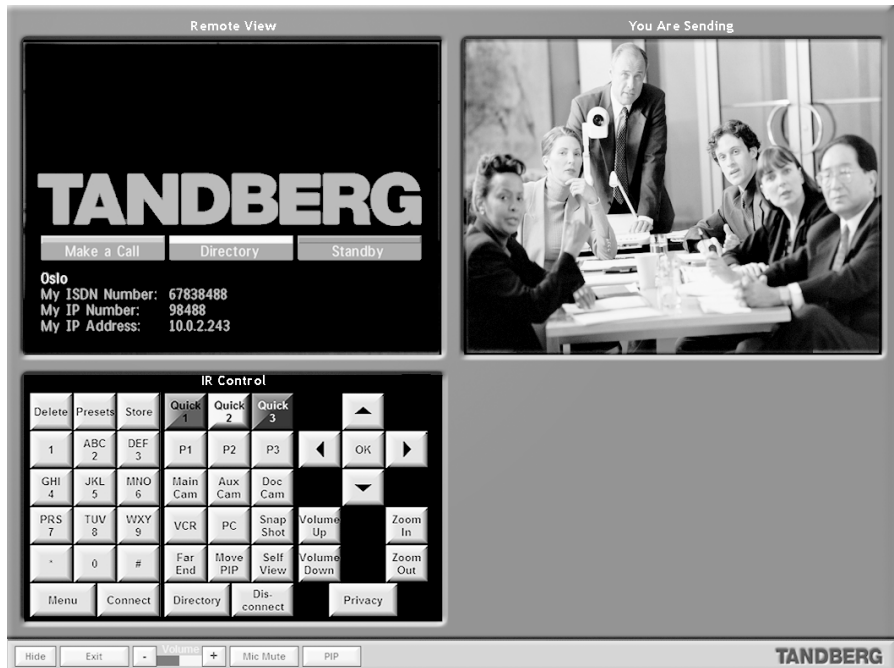 Remote View
You Are Sending
TANDBERG
Make a Call Directory Standby
Oslo
My ISDN Number: 67838488
My IP Number: 98488
My IP Address: 10.0.2.243
IR Control
Delete Presets Store Quick 1 Quick 2 Quick 3
1 ABC 2 DEF 3 P1 P2 P3 OK
GHI 4 JKL 5 MNO 6 Main Cam Aux Cam Doc Cam
PRS 7 TUV 8 WXY 9 VCR PC Snap Shot Volume Up Zoom In
* 0 # Far End Move PIP Self View Volume Down Zoom Out
Menu Connect Directory Dis-connect Privacy
Hide Exit - Volume + Mic Mute PIP
TANDBERG